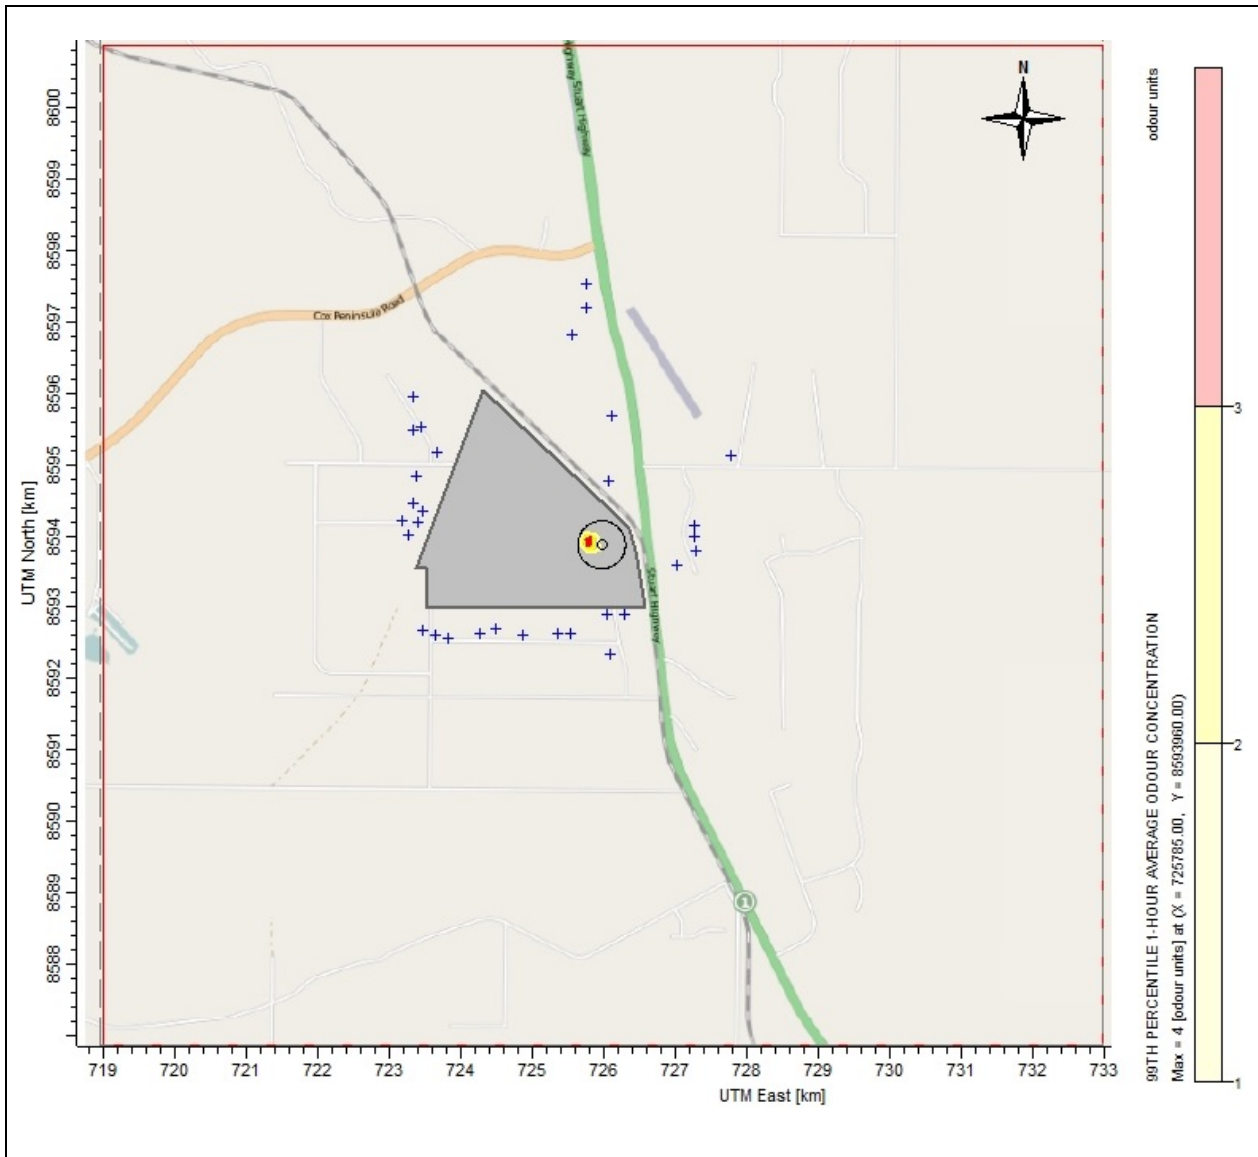 N
odour units
Highway Stuart Highway
Cox Peninsula Road
Stuart Highway
1
8600
8599
8598
8597
8596
8595
8594
8593
8592
8591
8590
8589
8588
UTM North [km]
719 720 721 722 723 724 725 726 727 728 729 730 731 732 733
UTM East [km]
99TH PERCENTILE 1-HOUR AVERAGE ODOUR CONCENTRATION
Max = 4 [odour units] at (X = 725785.00, Y = 8593960.00)
3
2
1